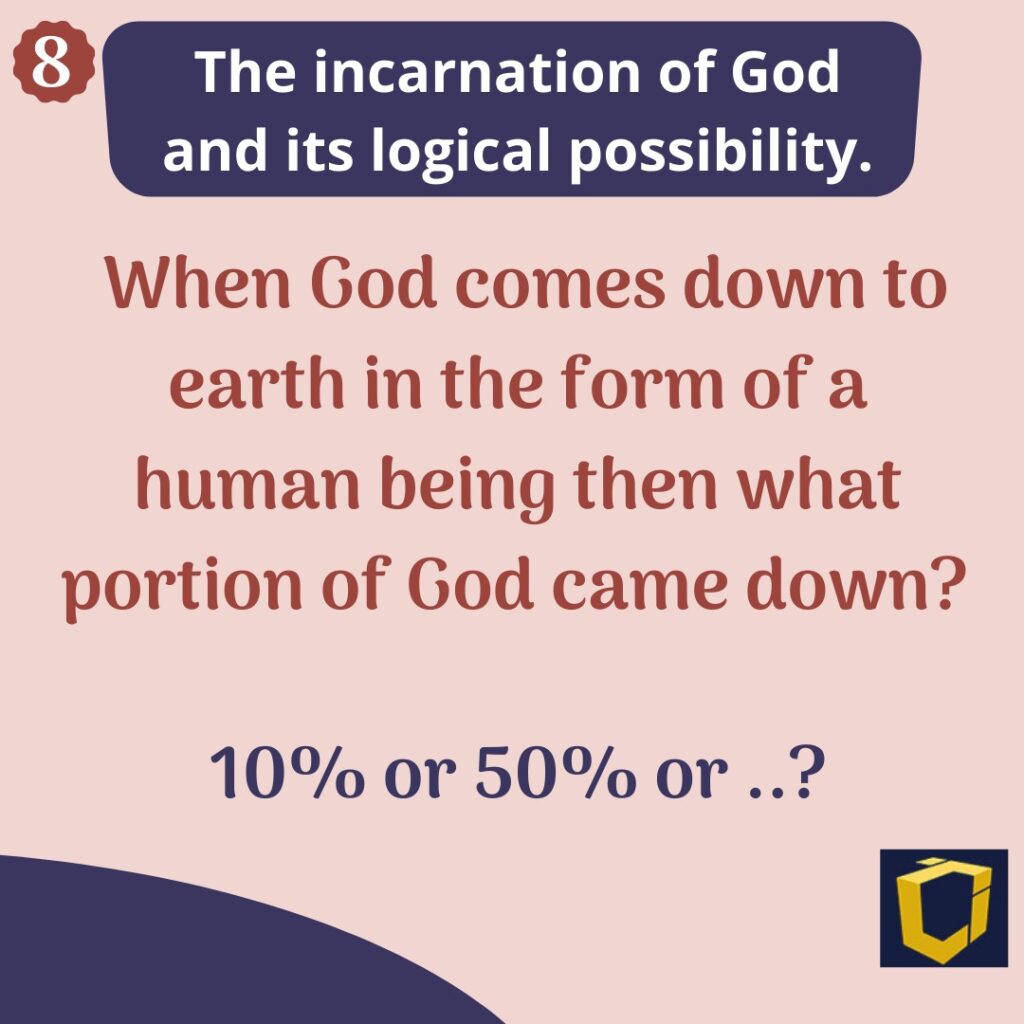 8
The incarnation of God
and its logical possibility.
When God comes down to
earth in the form of a
human being then what
portion of God came down?
10% or 50% or ..?